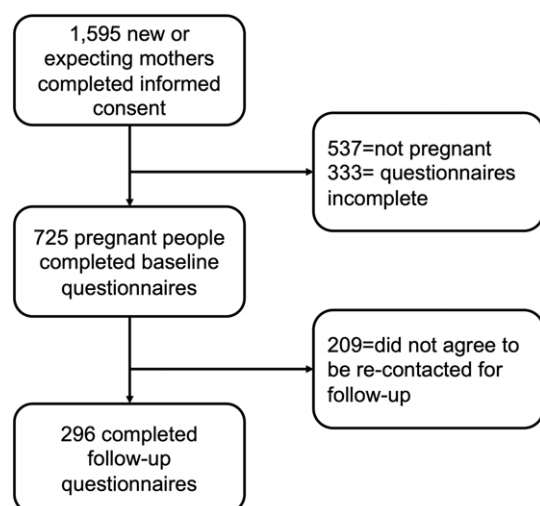 1,595 new or
expecting mothers
completed informed
consent
537=not pregnant
333= questionnaires
incomplete
725 pregnant people
completed baseline
questionnaires
209=did not agree to
be re-contacted for
follow-up
296 completed
follow-up
questionnaires